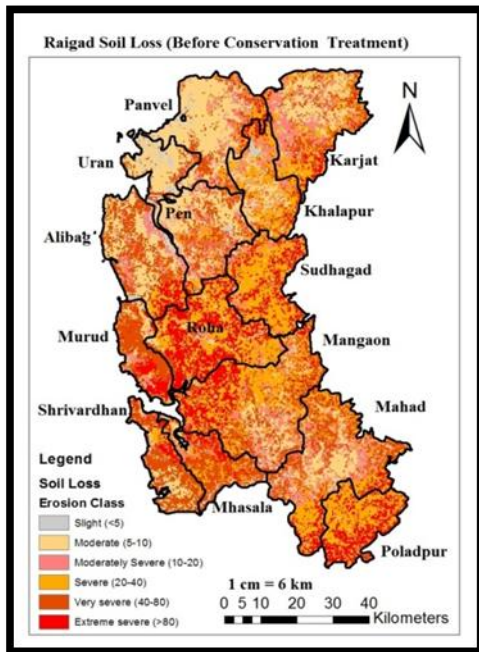 Raigad Soil Loss (Before Conservation Treatment)
N
Panvel
Uran
Karjat
Khalapur
Pen
Alibag
Sudhagad
Roha
Murud
Mangaon
Shrivardhan
Mahad
Mhasala
Poladpur
Legend
Soil Loss
Erosion Class
Slight (<5)
Moderate (5-10)
Moderately Severe (10-20)
Severe (20-40)
Very severe (40-80)
Extreme severe (>80)
1 cm = 6 km
0 5 10 20 30 40
Kilometers